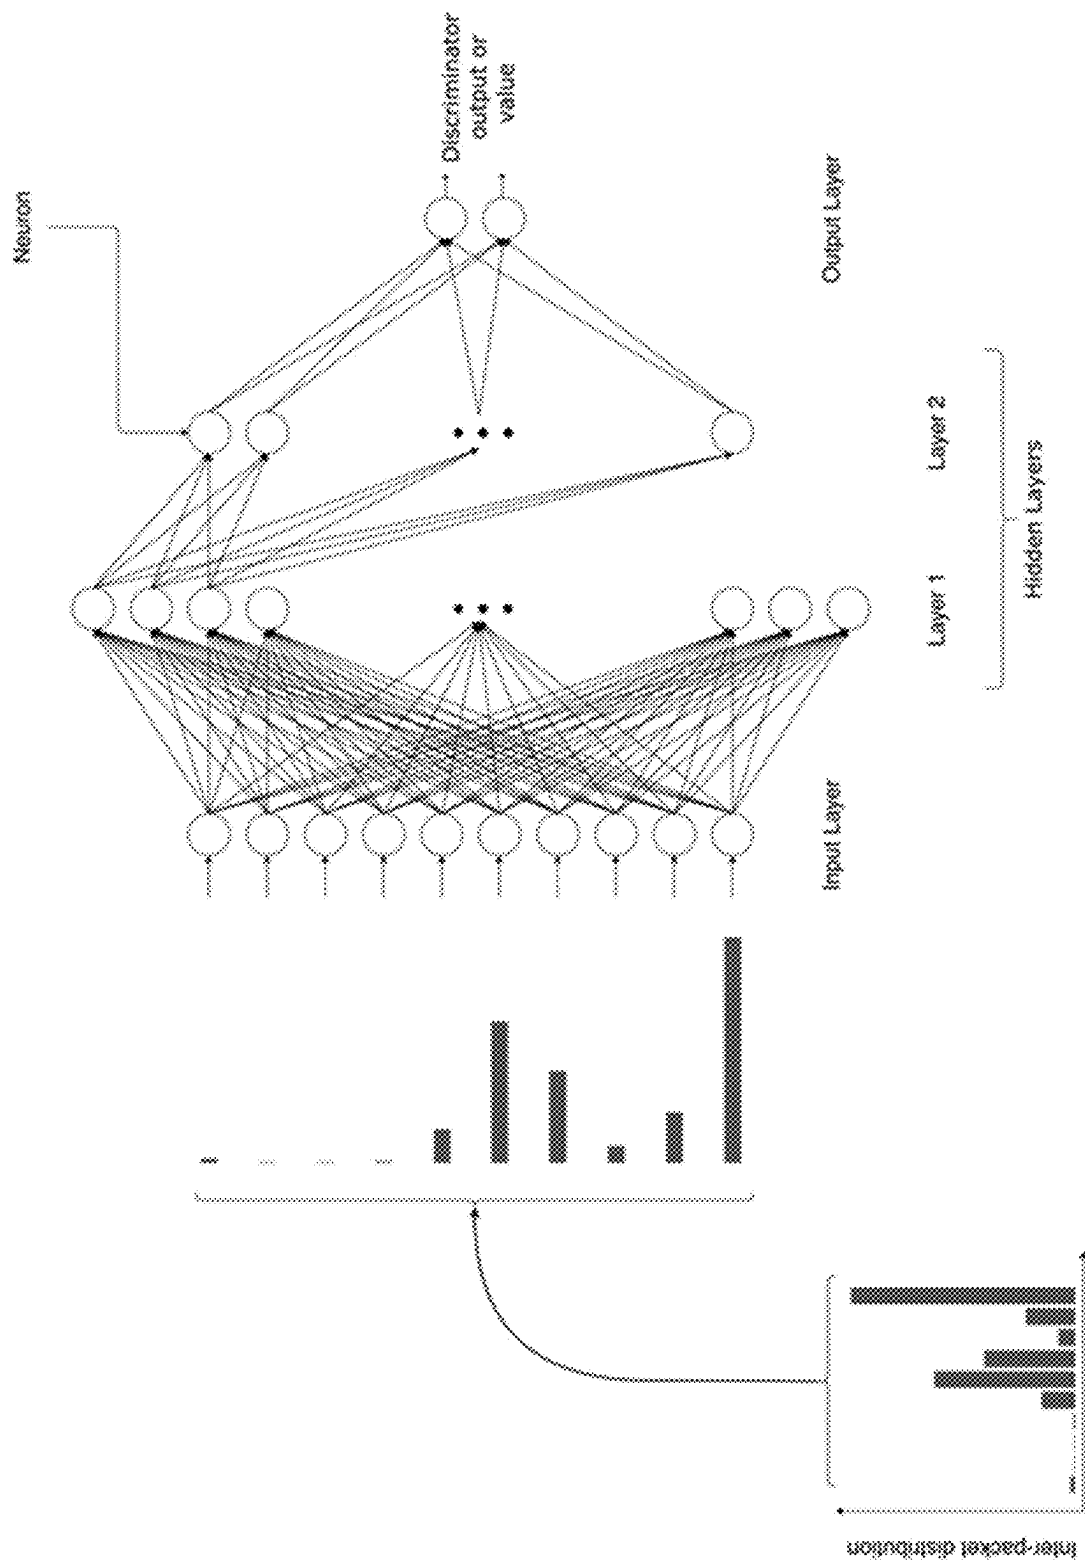 Neuron
Discriminator
output or
value
Input Layer
Output Layer
Layer 1
Layer 2
Hidden Layers
Inter-packet distribution